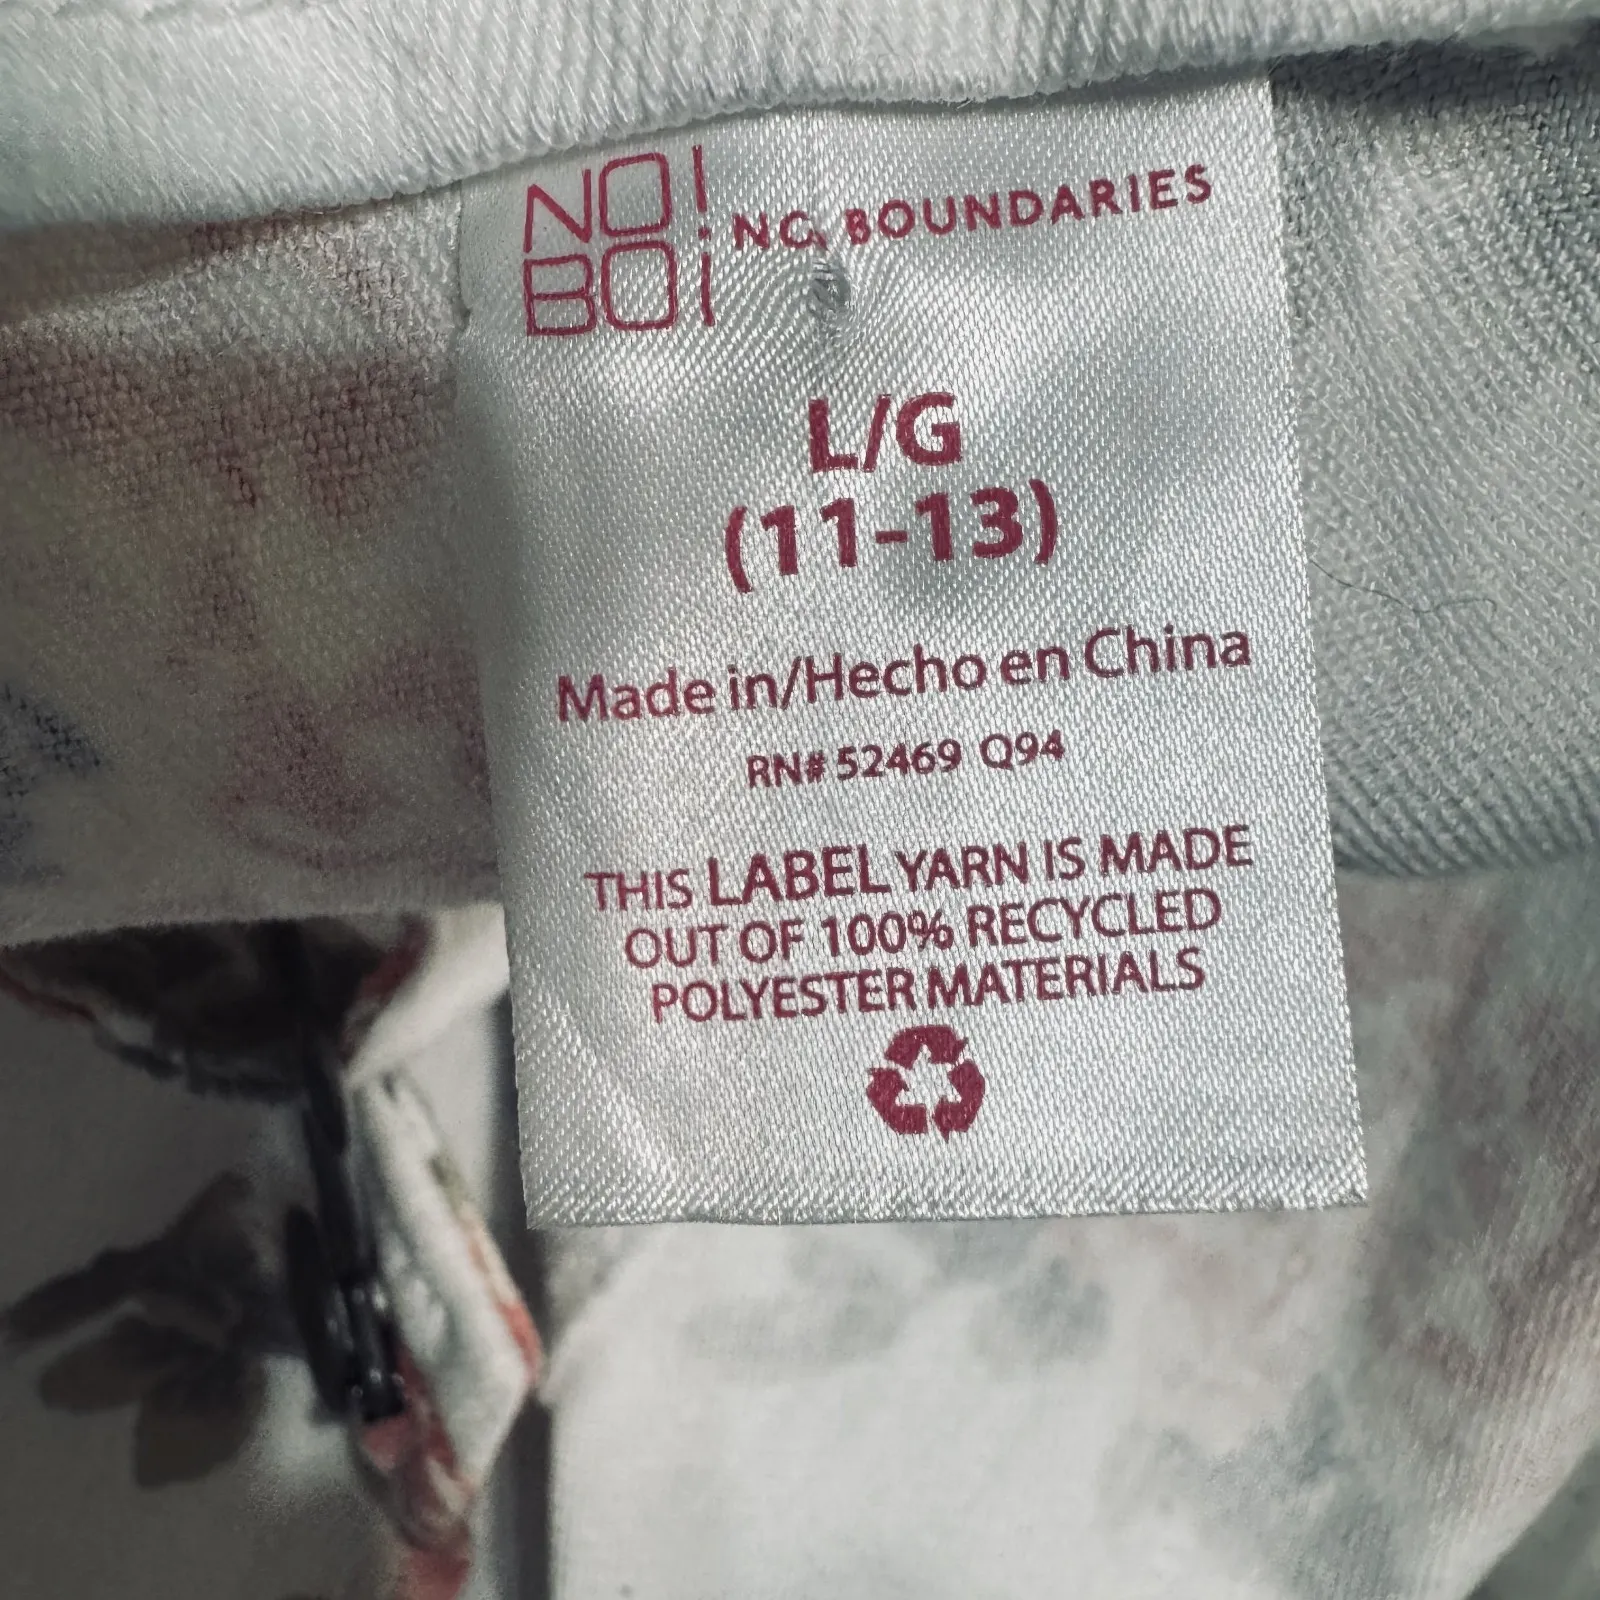 NO! NO BOUNDARIES
BO¡
L/G
(11-13)
Made in/Hecho en China
RN# 52469 Q94
THIS LABEL YARN IS MADE
OUT OF 100% RECYCLED
POLYESTER MATERIALS